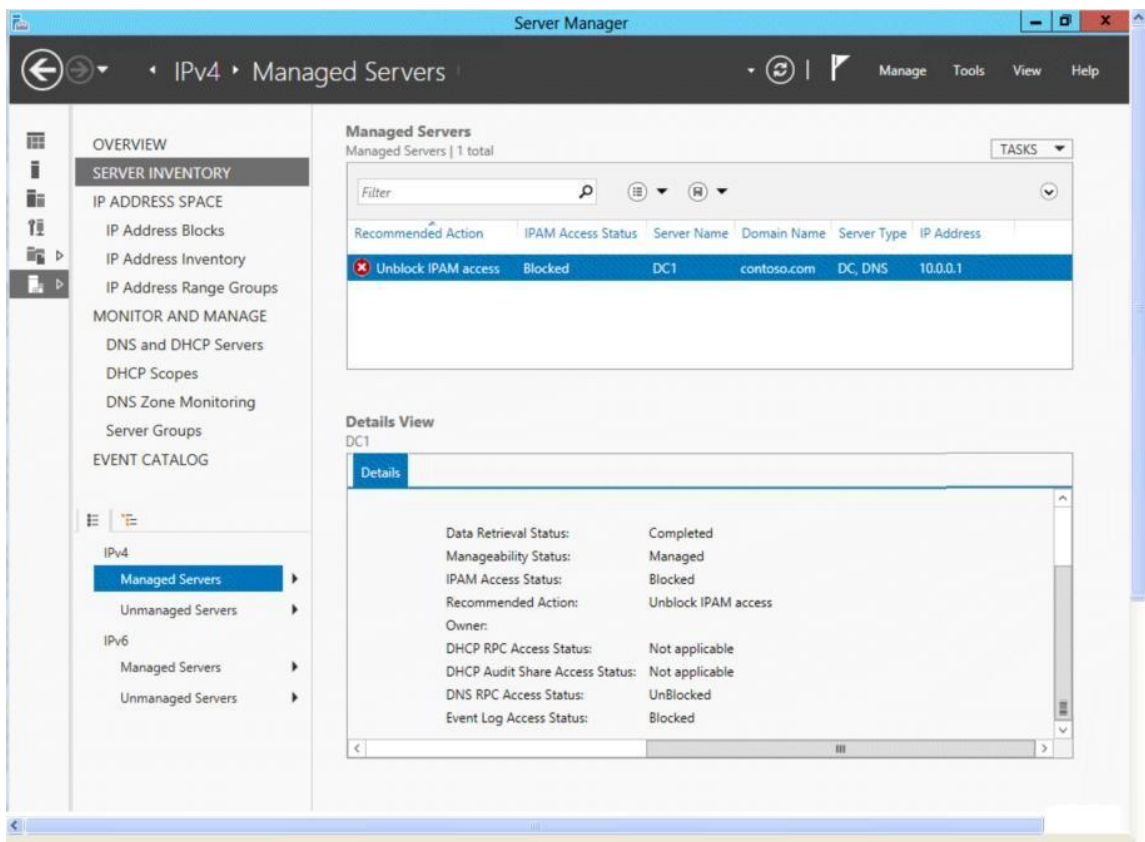 Server Manager
IPv4 Managed Servers
Manage Tools View Help
OVERVIEW
SERVER INVENTORY
IP ADDRESS SPACE
IP Address Blocks
IP Address Inventory
IP Address Range Groups
MONITOR AND MANAGE
DNS and DHCP Servers
DHCP Scopes
DNS Zone Monitoring
Server Groups
EVENT CATALOG
IPv4
Managed Servers
Unmanaged Servers
IPv6
Managed Servers
Unmanaged Servers
Managed Servers
Managed Servers | 1 total
TASKS
Filter
Recommended Action IPAM Access Status Server Name Domain Name Server Type IP Address
Unblock IPAM access Blocked DC1 contoso.com DC, DNS 10.0.0.1
Details View
DC1
Details
Data Retrieval Status: Completed
Manageability Status: Managed
IPAM Access Status: Blocked
Recommended Action: Unblock IPAM access
Owner:
DHCP RPC Access Status: Not applicable
DHCP Audit Share Access Status: Not applicable
DNS RPC Access Status: UnBlocked
Event Log Access Status: Blocked